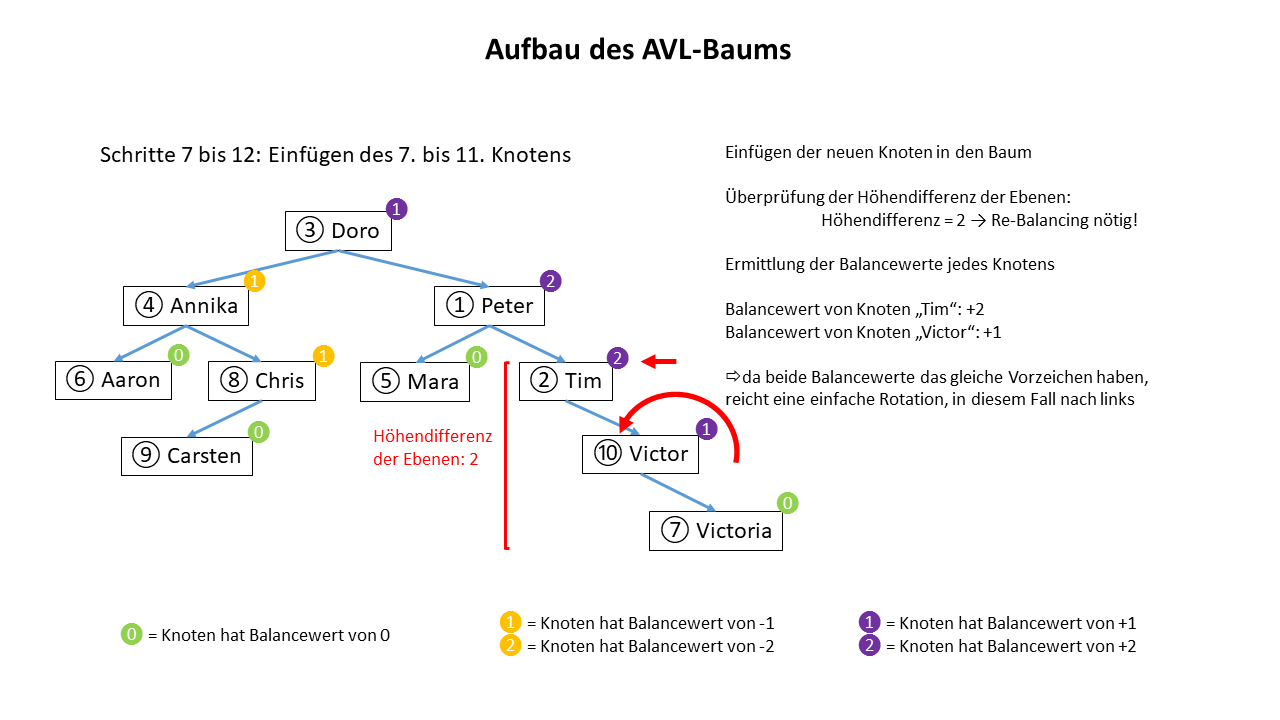 Aufbau des AVL-Baums
Schritte 7 bis 12: Einfügen des 7. bis 11. Knotens
1
③ Doro
1
④ Annika
2
① Peter
0
⑥ Aaron
1
⑧ Chris
0
⑤ Mara
2
② Tim
0
⑨ Carsten
Höhendifferenz
der Ebenen: 2
1
⑩ Victor
0
⑦ Victoria
Einfügen der neuen Knoten in den Baum
Überprüfung der Höhendifferenz der Ebenen:
Höhendifferenz = 2 → Re-Balancing nötig!
Ermittlung der Balancewerte jedes Knotens
Balancewert von Knoten „Tim“: +2
Balancewert von Knoten „Victor“: +1
⇨da beide Balancewerte das gleiche Vorzeichen haben,
reicht eine einfache Rotation, in diesem Fall nach links
0 = Knoten hat Balancewert von 0
1 = Knoten hat Balancewert von -1
2 = Knoten hat Balancewert von -2
1 = Knoten hat Balancewert von +1
2 = Knoten hat Balancewert von +2